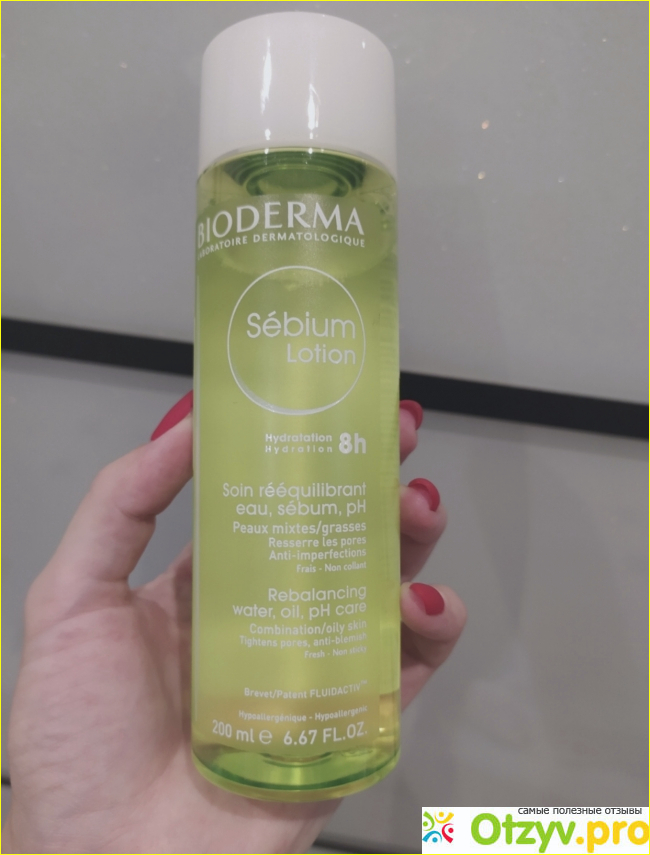 BIODERMA
LABORATOIRE DERMATOLOGIQUE
Sébium
Lotion
Hydratation
Hydration 8h
Soin rééquilibrant
eau, sébum, pH
Peaux mixtes/grasses
Resserre les pores
Anti-imperfections
Frais - Non collant
Rebalancing
water, oil, pH care
Combination/oily skin
Tightens pores, anti-blemish
Fresh - Non sticky
Brevet/Patent FLUIDACTIV™
Hypoallergénique - Hypoallergenic
200 ml e 6.67 FL.OZ.
самые полезные отзывы
Otzyv.pro